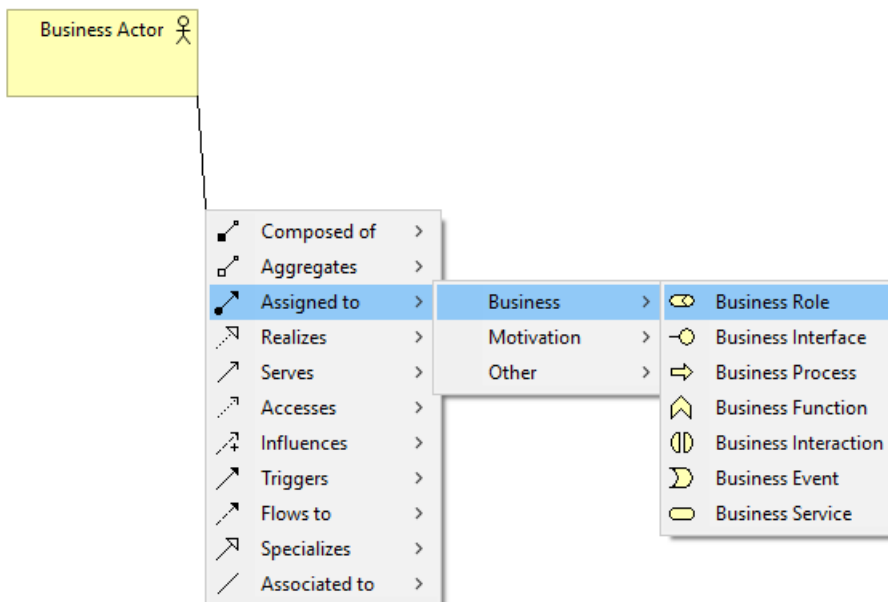 Business Actor
Composed of
Aggregates
Assigned to
Realizes
Serves
Accesses
Influences
Triggers
Flows to
Specializes
Associated to
Business
Motivation
Other
Business Role
Business Interface
Business Process
Business Function
Business Interaction
Business Event
Business Service